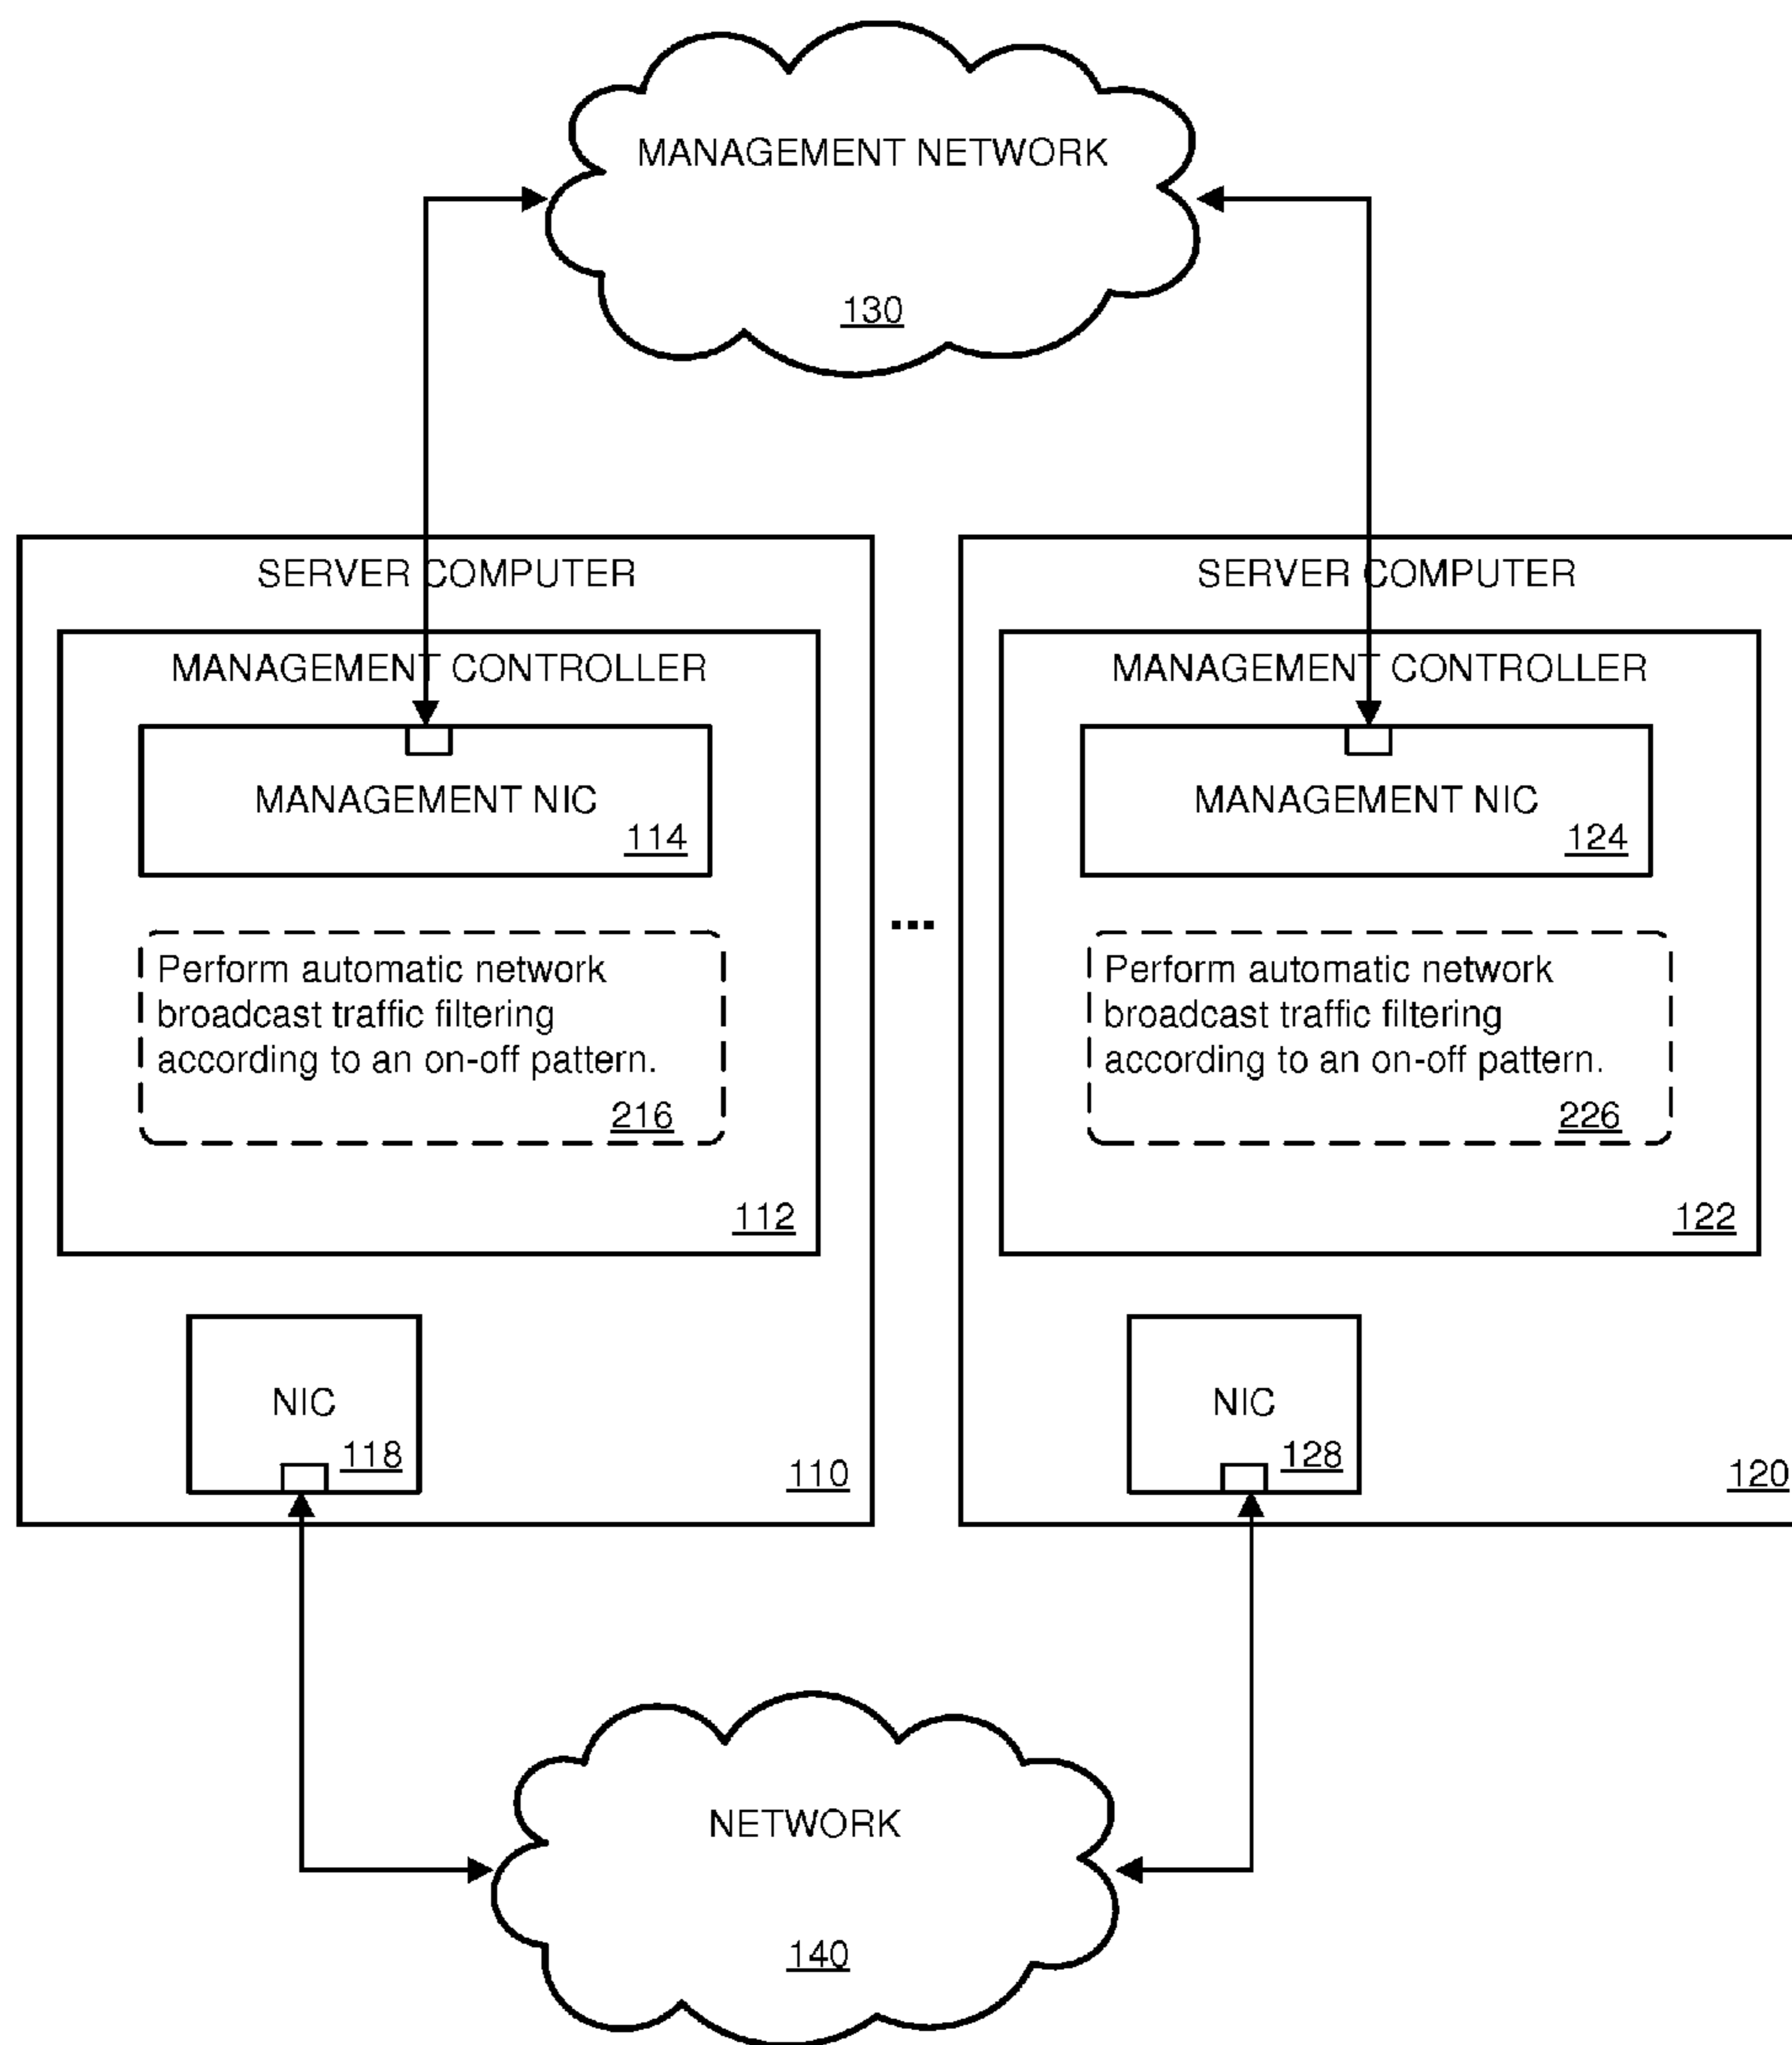 MANAGEMENT NETWORK
130
SERVER COMPUTER
MANAGEMENT CONTROLLER
MANAGEMENT NIC
114
Perform automatic network
broadcast traffic filtering
according to an on-off pattern.
216
112
NIC
118
110
...
SERVER COMPUTER
MANAGEMENT CONTROLLER
MANAGEMENT NIC
124
Perform automatic network
broadcast traffic filtering
according to an on-off pattern.
226
122
NIC
128
120
NETWORK
140